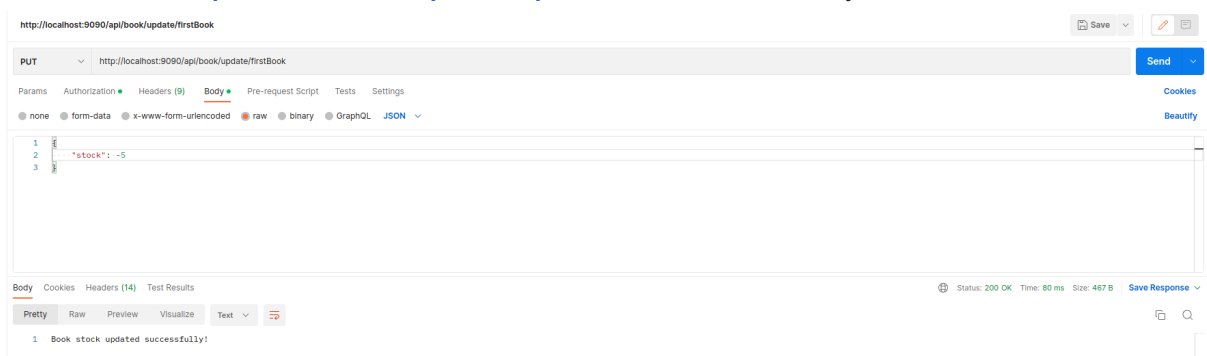 http://localhost:9090/api/book/update/firstBook
Save
PUT http://localhost:9090/api/book/update/firstBook Send
Params Authorization Headers (9) Body Pre-request Script Tests Settings Cookies
none form-data x-www-form-urlencoded raw binary GraphQL JSON Beautify
1 {
2 "stock": -5
3 }
Body Cookies Headers (14) Test Results Status: 200 OK Time: 80 ms Size: 467 B Save Response
Pretty Raw Preview Visualize Text
1 Book stock updated successfully!